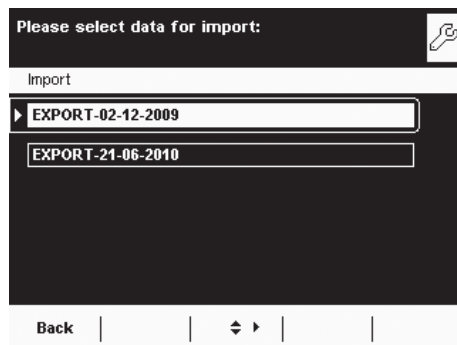 Please select data for import:
Import
EXPORT-02-12-2009
EXPORT-21-06-2010
Back